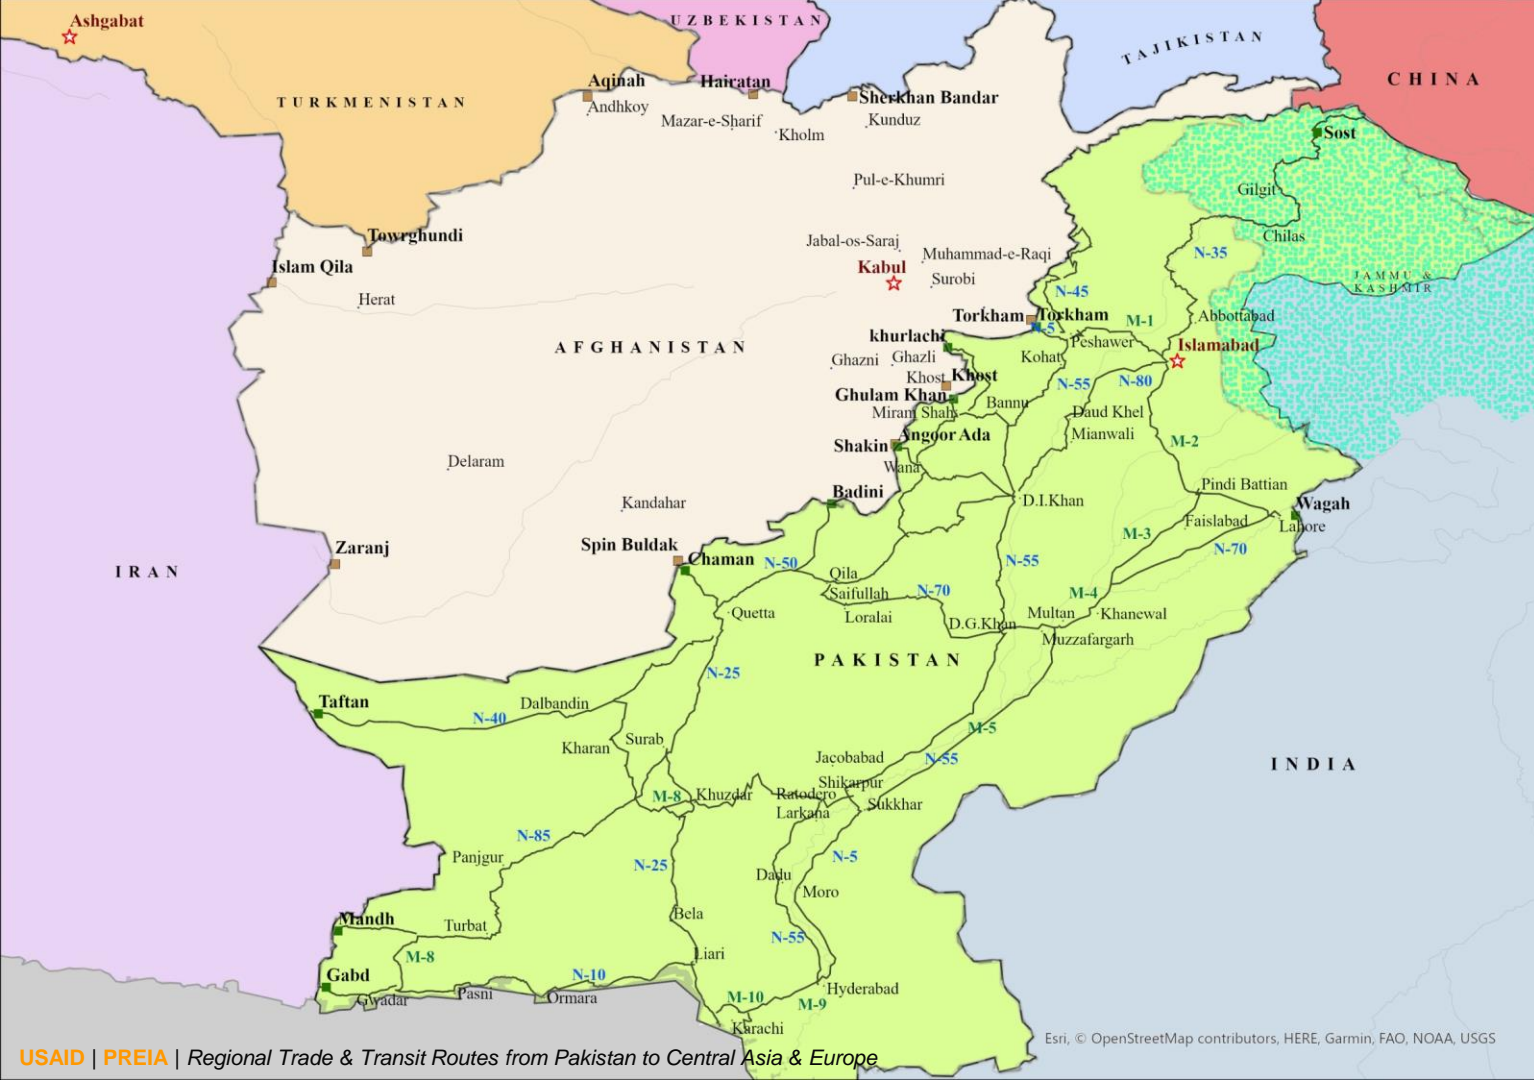 Ashgabat
UZBEKISTAN
TAJIKISTAN
CHINA
TURKMENISTAN
Aqinah
Andhkoy
Hairatan
Mazar-e-Sharif
Kholm
Sherkhan Bandar
Kunduz
Sost
Pul-e-Khumri
Gilgit
Towrghundi
Jabal-os-Saraj
Chilas
Muhammad-e-Raqi
N-35
Islam Qila
Kabul
Surobi
JAMMU &
KASHMIR
Herat
N-45
Torkham
Torkham
N-5
M-1
Abbottabad
khurlachi
Peshawer
Islamabad
AFGHANISTAN
Ghazni
Ghazli
Kohat
Khost
Khost
N-55
N-80
Ghulam Khan
Bannu
Miram Shah
Daud Khel
Angoor Ada
Mianwali
M-2
Shakin
Delaram
Wana
Badini
Pindi Battian
Kandahar
D.I.Khan
Wagah
Faislabad
Lahore
M-3
Zaranj
Spin Buldak
Chaman
N-50
N-55
N-70
IRAN
Qila
Saifullah
N-70
M-4
Quetta
Loralai
D.G.Khan
Multan
Khanewal
Muzzafargarh
PAKISTAN
N-25
Taftan
Dalbandin
N-40
M-5
Kharan
Surab
Jacobabad
N-55
INDIA
Shikarpur
M-8
Khuzdar
Ratodero
Sukkhar
Larkana
N-85
Panjgur
N-25
N-5
Dadu
Moro
Mandh
Turbat
Bela
N-55
M-8
Liari
Gabd
N-10
Gwadar
Pasni
Ormara
M-10
M-9
Hyderabad
Karachi
Esri, © OpenStreetMap contributors, HERE, Garmin, FAO, NOAA, USGS
USAID | PREIA | Regional Trade & Transit Routes from Pakistan to Central Asia & Europe